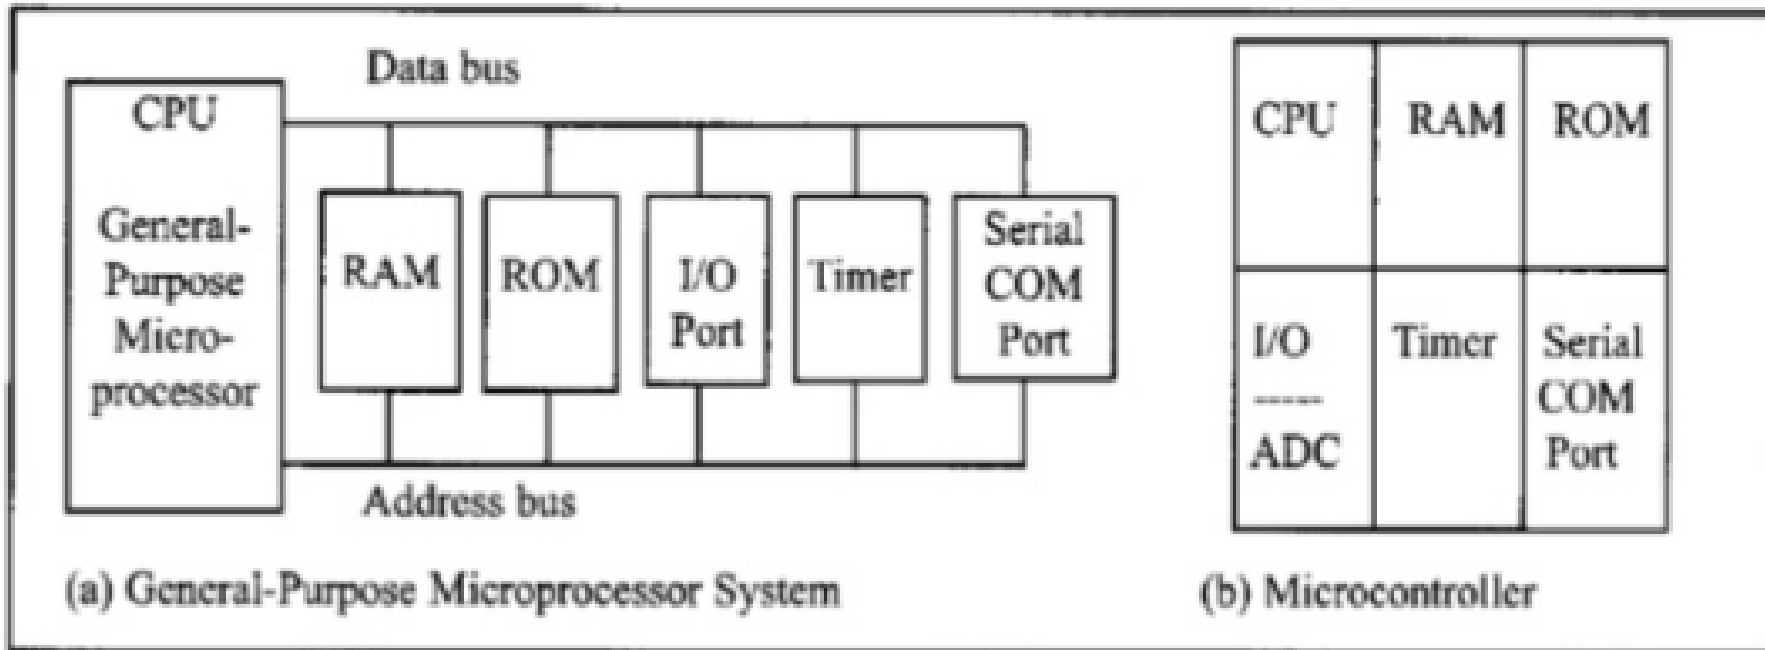 Data bus
CPU
General-
Purpose
Micro-
processor
RAM
ROM
I/O
Port
Timer
Serial
COM
Port
Address bus
(a) General-Purpose Microprocessor System
CPU
RAM
ROM
I/O
-----
ADC
Timer
Serial
COM
Port
(b) Microcontroller